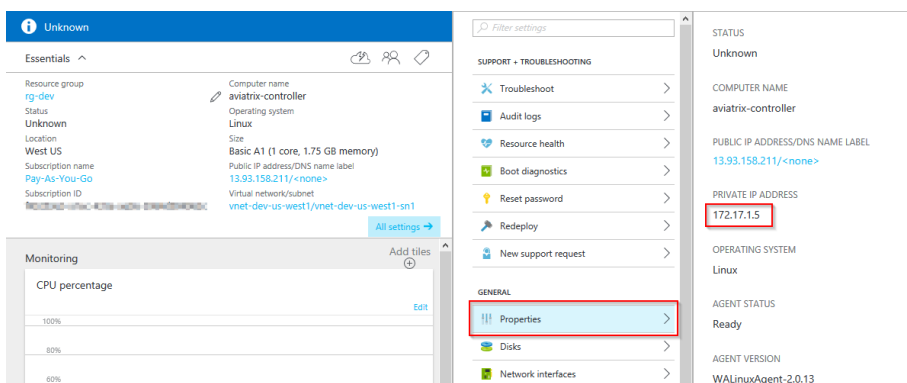 Unknown
Essentials
Resource group
rg-dev
Status
Unknown
Location
West US
Subscription name
Pay-As-You-Go
Subscription ID
Computer name
aviatrix-controller
Operating system
Linux
Size
Basic A1 (1 core, 1.75 GB memory)
Public IP address/DNS name label
13.93.158.211/<none>
Virtual network/subnet
vnet-dev-us-west1/vnet-dev-us-west1-sn1
All settings →
Monitoring
Add tiles
CPU percentage
Edit
100%
80%
60%
Filter settings
SUPPORT + TROUBLESHOOTING
Troubleshoot
Audit logs
Resource health
Boot diagnostics
Reset password
Redeploy
New support request
GENERAL
Properties
Disks
Network interfaces
STATUS
Unknown
COMPUTER NAME
aviatrix-controller
PUBLIC IP ADDRESS/DNS NAME LABEL
13.93.158.211/<none>
PRIVATE IP ADDRESS
172.17.1.5
OPERATING SYSTEM
Linux
AGENT STATUS
Ready
AGENT VERSION
WALinuxAgent-2.0.13